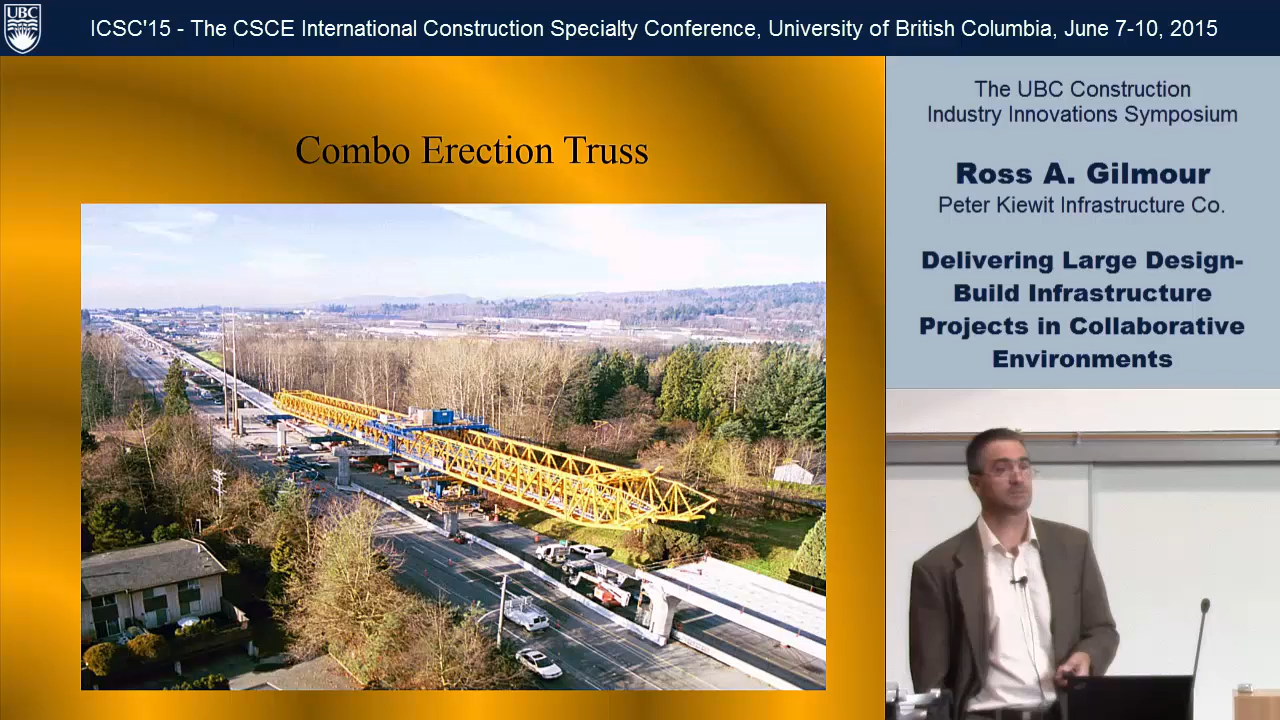 UBC
ICSC'15 - The CSCE International Construction Specialty Conference, University of British Columbia, June 7-10, 2015
Combo Erection Truss
The UBC Construction
Industry Innovations Symposium
Ross A. Gilmour
Peter Kiewit Infrastructure Co.
Delivering Large Design-
Build Infrastructure
Projects in Collaborative
Environments